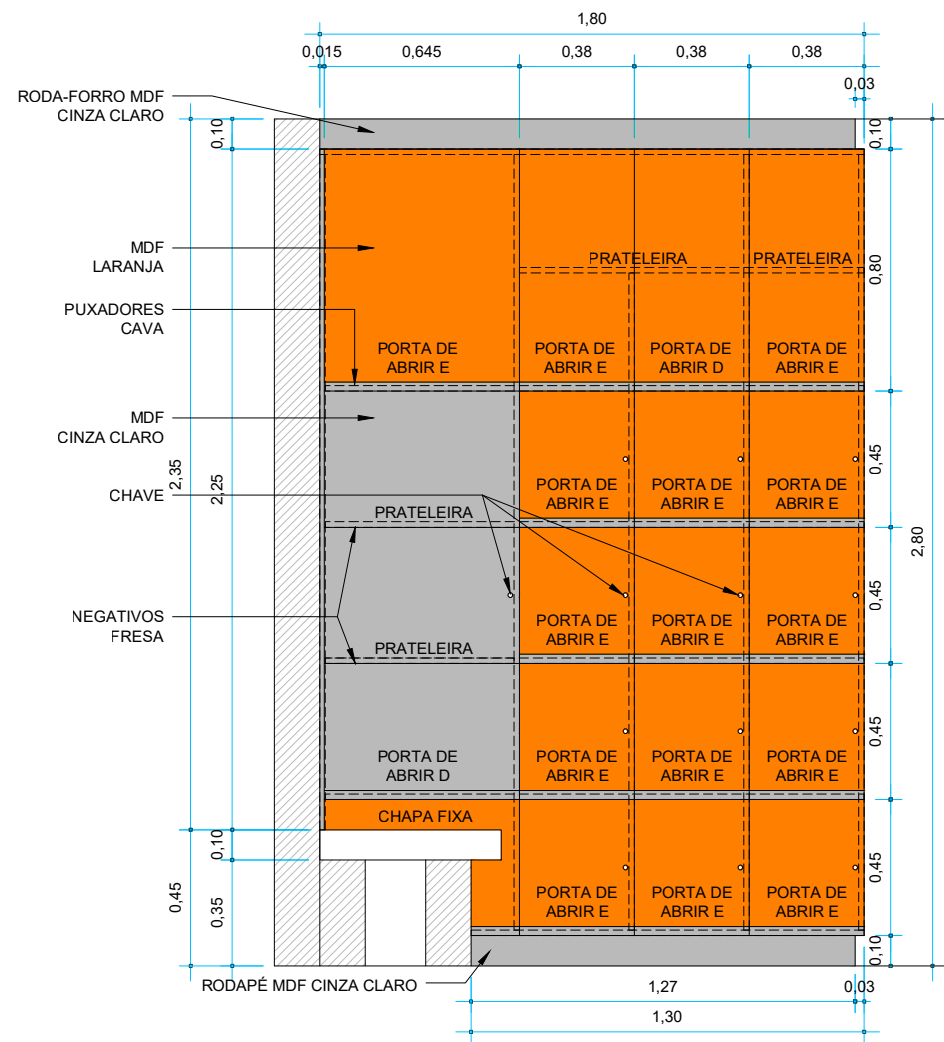 1,80
0,015
0,645
0,38
0,38
0,38
0,03
RODA-FORRO MDF
CINZA CLARO
0,10
0,10
MDF
LARANJA
PRATELEIRA
PRATELEIRA
0,80
PUXADORES
CAVA
PORTA DE
ABRIR E
PORTA DE
ABRIR E
PORTA DE
ABRIR D
PORTA DE
ABRIR E
MDF
CINZA CLARO
2,35
2,25
0,45
CHAVE
PORTA DE
ABRIR E
PORTA DE
ABRIR E
PORTA DE
ABRIR E
PRATELEIRA
2,80
0,45
NEGATIVOS
FRESA
PORTA DE
ABRIR E
PORTA DE
ABRIR E
PORTA DE
ABRIR E
PRATELEIRA
0,45
PORTA DE
ABRIR D
PORTA DE
ABRIR E
PORTA DE
ABRIR E
PORTA DE
ABRIR E
CHAPA FIXA
0,10
0,45
0,35
0,45
PORTA DE
ABRIR E
PORTA DE
ABRIR E
PORTA DE
ABRIR E
0,10
RODAPÉ MDF CINZA CLARO
1,27
0,03
1,30